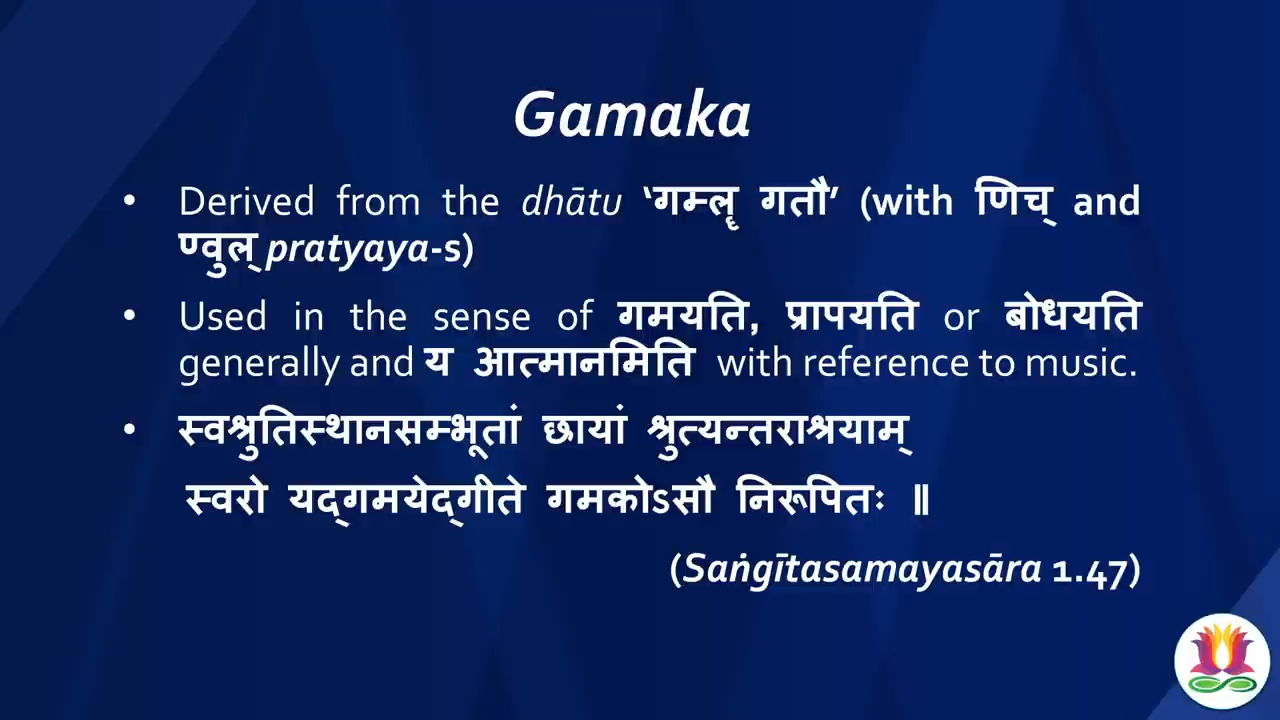 Gamaka
• Derived from the dhātu ‘गम्लृ गतौ’ (with णिच् and
ण्वुल् pratyaya-s)
• Used in the sense of गमयति, प्रापयति or बोधयति
generally and य आत्मानमिति with reference to music.
• स्वश्रुतिस्थानसम्भूतां छायां श्रुत्यन्तराश्रयाम्
स्वरो यद्गमयेद्गीते गमकोऽसौ निरूपितः ॥
(Saṅgītasamayasāra 1.47)